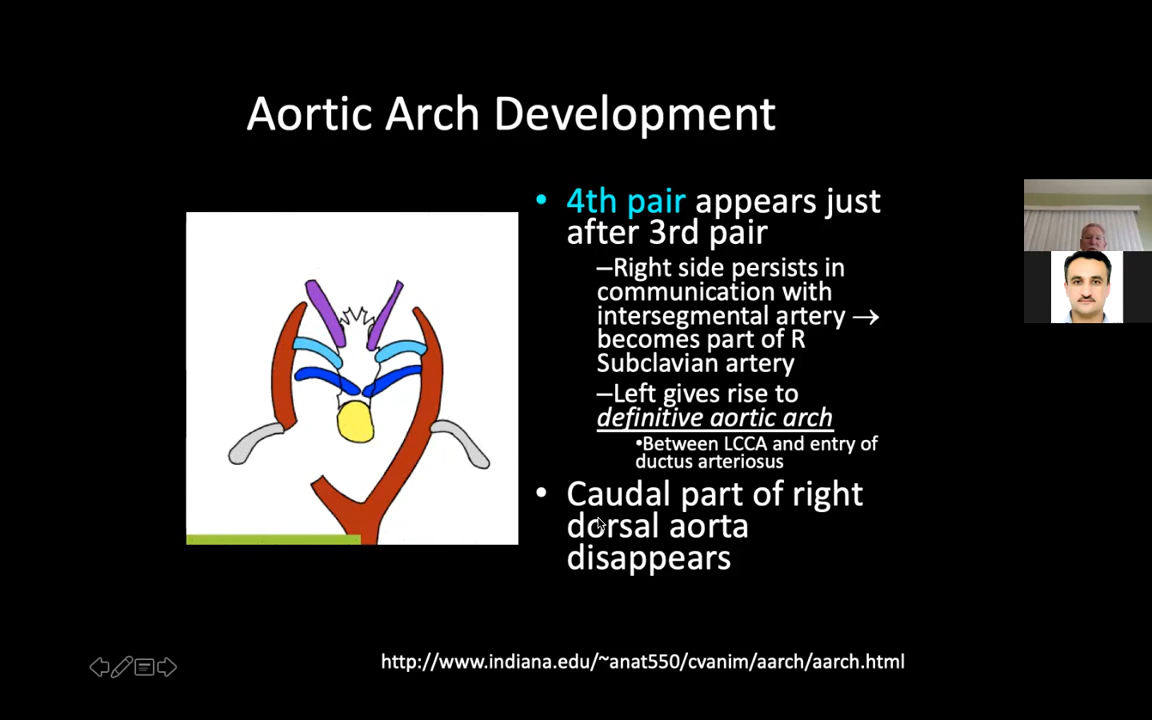 Aortic Arch Development
• 4th pair appears just
after 3rd pair
–Right side persists in
communication with
intersegmental artery →
becomes part of R
Subclavian artery
–Left gives rise to
definitive aortic arch
•Between LCCA and entry of
ductus arteriosus
• Caudal part of right
dorsal aorta
disappears
http://www.indiana.edu/~anat550/cvanim/aarch/aarch.html